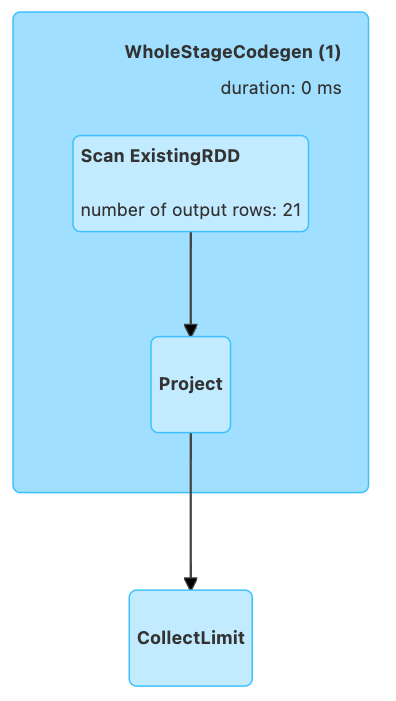 WholeStageCodegen (1)
duration: 0 ms
Scan ExistingRDD
number of output rows: 21
Project
CollectLimit